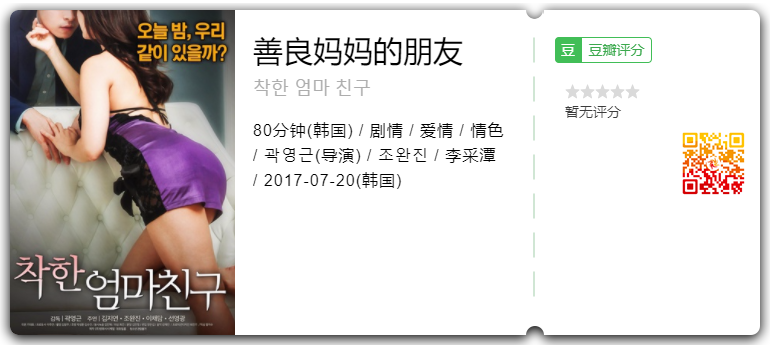 오늘 밤, 우리
같이 있을까?
착한 엄마친구
善良妈妈的朋友
착한 엄마 친구
80分钟(韩国) / 剧情 / 爱情 / 情色
/ 곽영근(导演) / 조완진 / 李采潭
/ 2017-07-20(韩国)
豆 豆瓣评分
暂无评分